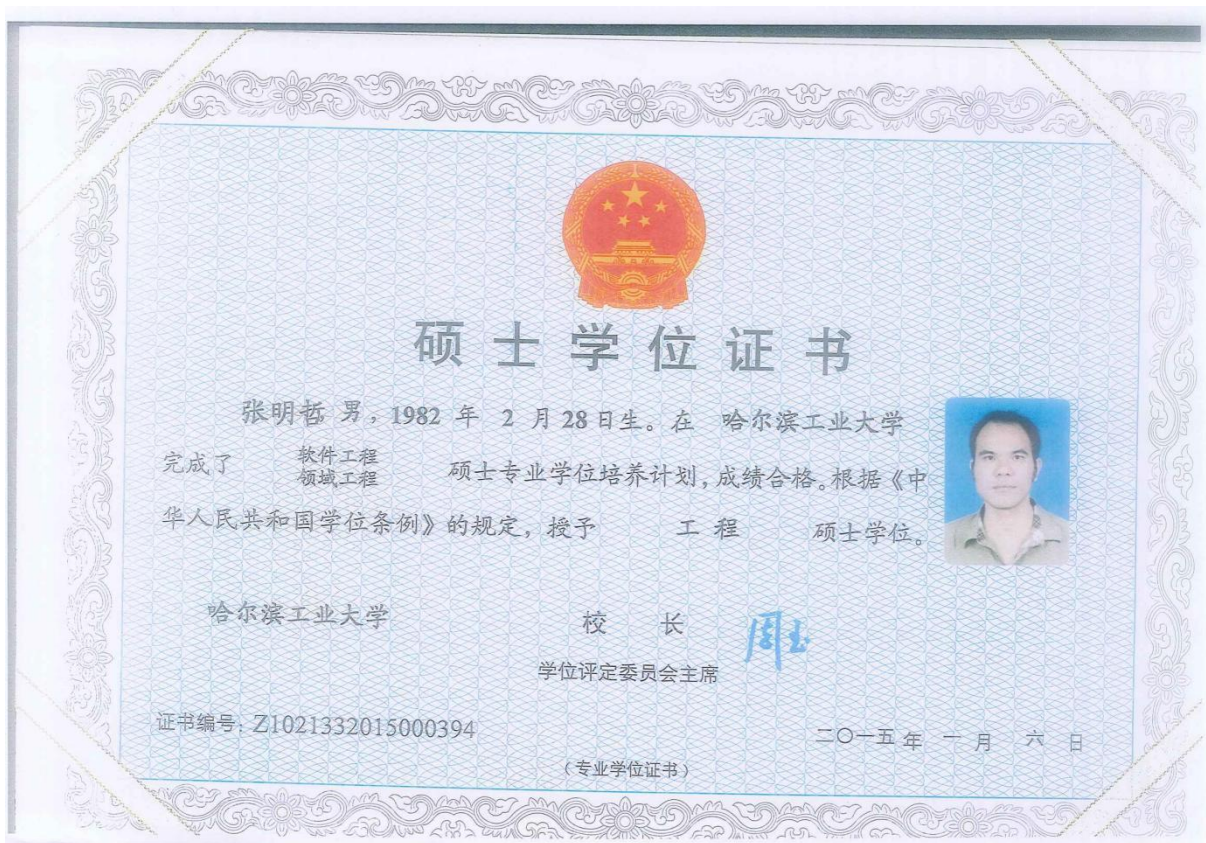 硕士学位证书
张明哲 男，1982 年 2 月 28 日生。在 哈尔滨工业大学
完成了 软件工程
领域工程 硕士专业学位培养计划，成绩合格。根据《中
华人民共和国学位条例》的规定，授予 工 程 硕士学位。
哈尔滨工业大学 校 长 周玉
学位评定委员会主席
证书编号：Z1021332015000394
二〇一五 年 一 月 六 日
（专业学位证书）